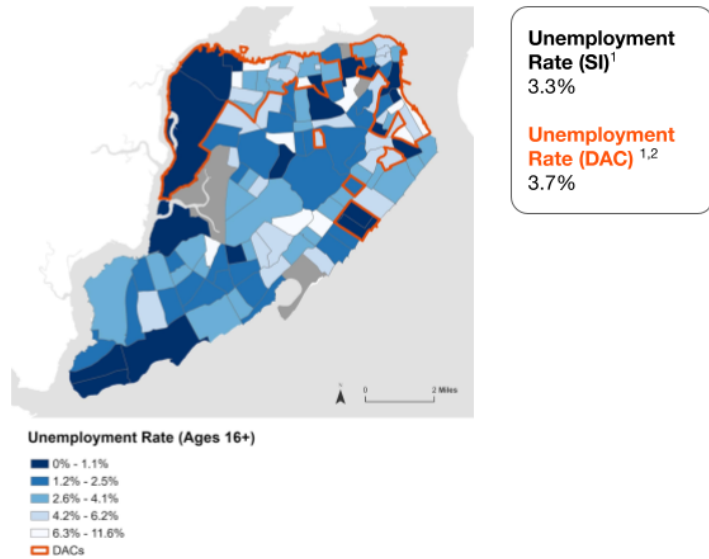 Unemployment
Rate (SI)1
3.3%
Unemployment
Rate (DAC) 1,2
3.7%
N
0 2 Miles
Unemployment Rate (Ages 16+)
0% - 1.1%
1.2% - 2.5%
2.6% - 4.1%
4.2% - 6.2%
6.3% - 11.6%
DACs